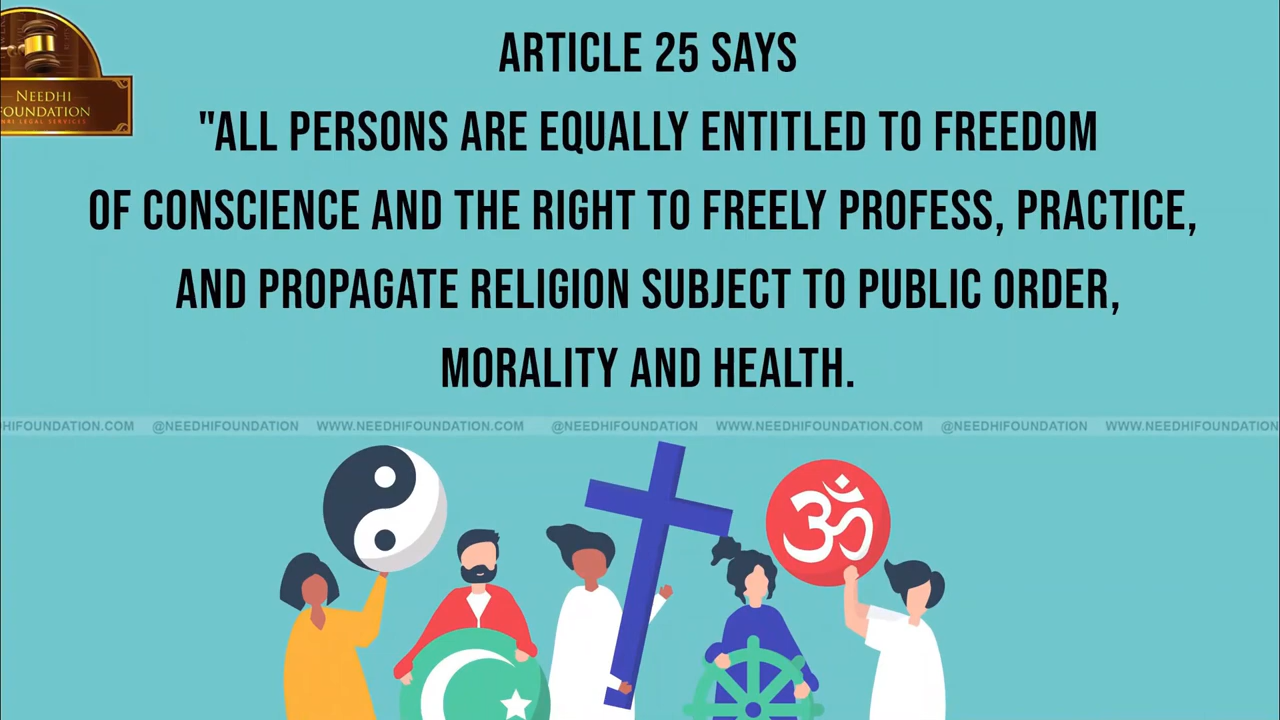 NEEDHI
FOUNDATION
ARTICLE 25 SAYS
"ALL PERSONS ARE EQUALLY ENTITLED TO FREEDOM
OF CONSCIENCE AND THE RIGHT TO FREELY PROFESS, PRACTICE,
AND PROPAGATE RELIGION SUBJECT TO PUBLIC ORDER,
MORALITY AND HEALTH.
DHIFOUNDATION.COM @NEEDHIFOUNDATION WWW.NEEDHIFOUNDATION.COM @NEEDHIFOUNDATION WWW.NEEDHIFOUNDATION.COM @NEEDHIFOUNDATION WWW.NEEDHIFOUNDATION.COM
ॐ